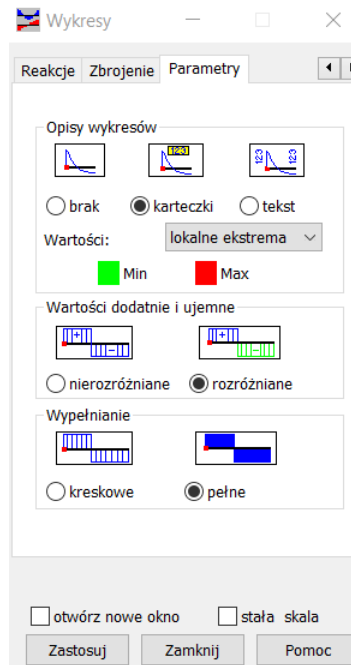 Wykresy
Reakcje Zbrojenie Parametry
Opisy wykresów
123 123 123
brak karteczki tekst
Wartości: lokalne ekstrema
Min Max
Wartości dodatnie i ujemne
+ - + -
nierozróżniane rozróżniane
Wypełnianie
kreskowe pełne
otwórz nowe okno stała skala
Zastosuj Zamknij Pomoc